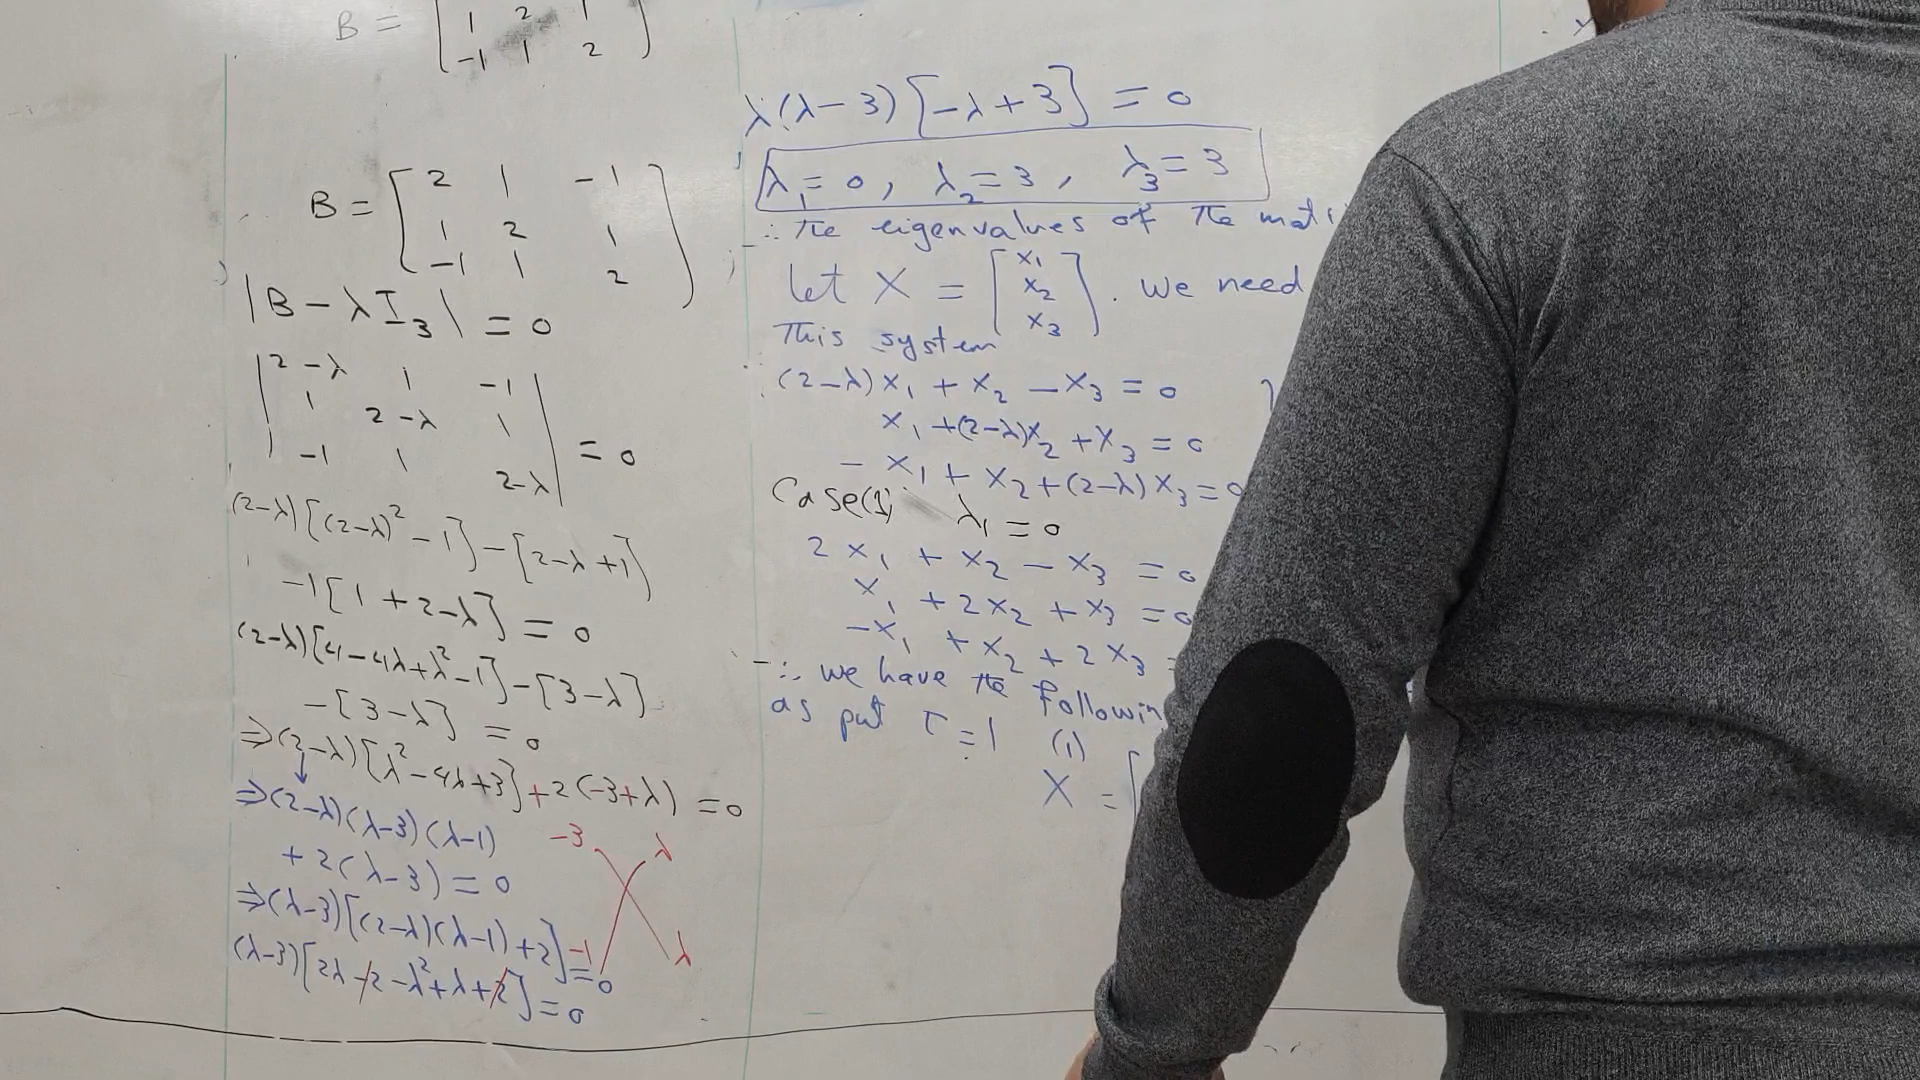 B =
1 2 1
-1 1 2
B =
2 1 -1
1 2 1
-1 1 2
|B - λI₃| = 0
2-λ 1 -1
1 2-λ 1
-1 1 2-λ
= 0
(2-λ)[(2-λ)² - 1] - [2-λ+1]
-1[1 + 2-λ] = 0
(2-λ)[4-4λ+λ²-1] - [3-λ]
-[3-λ] = 0
⇒(2-λ)[λ²-4λ+3] + 2(-3+λ) = 0
⇒(2-λ)(λ-3)(λ-1)
+ 2(λ-3) = 0
⇒(λ-3)[(2-λ)(λ-1)+2] = 0
(λ-3)[2λ-2-λ²+λ+2] = 0
-3 λ
-1 λ
λ(λ-3)[-λ+3] = 0
λ₁ = 0, λ₂ = 3, λ₃ = 3
∴ The eigenvalues of the
Let X = [x₁ x₂ x₃]. we need
This system
(2-λ)x₁ + x₂ - x₃ = 0
x₁ + (2-λ)x₂ + x₃ = 0
- x₁ + x₂ + (2-λ)x₃ = 0
Case(1) λ₁ = 0
2x₁ + x₂ - x₃ = 0
x₁ + 2x₂ + x₃ = 0
-x₁ + x₂ + 2x₃
∴ we have the
as put τ = 1 (1)
X = [